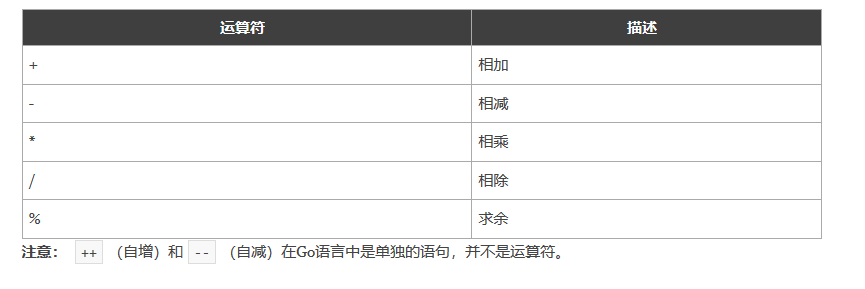 运算符 描述
+ 相加
- 相减
* 相乘
/ 相除
% 求余
注意： ++ （自增）和 -- （自减）在Go语言中是单独的语句，并不是运算符。